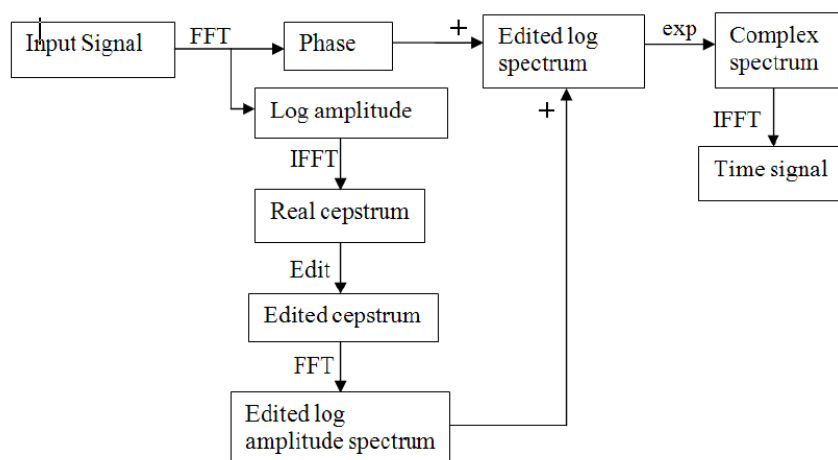 Input Signal
FFT
Phase
+
Edited log
spectrum
exp
Complex
spectrum
Log amplitude
+
IFFT
IFFT
Time signal
Real cepstrum
Edit
Edited cepstrum
FFT
Edited log
amplitude spectrum